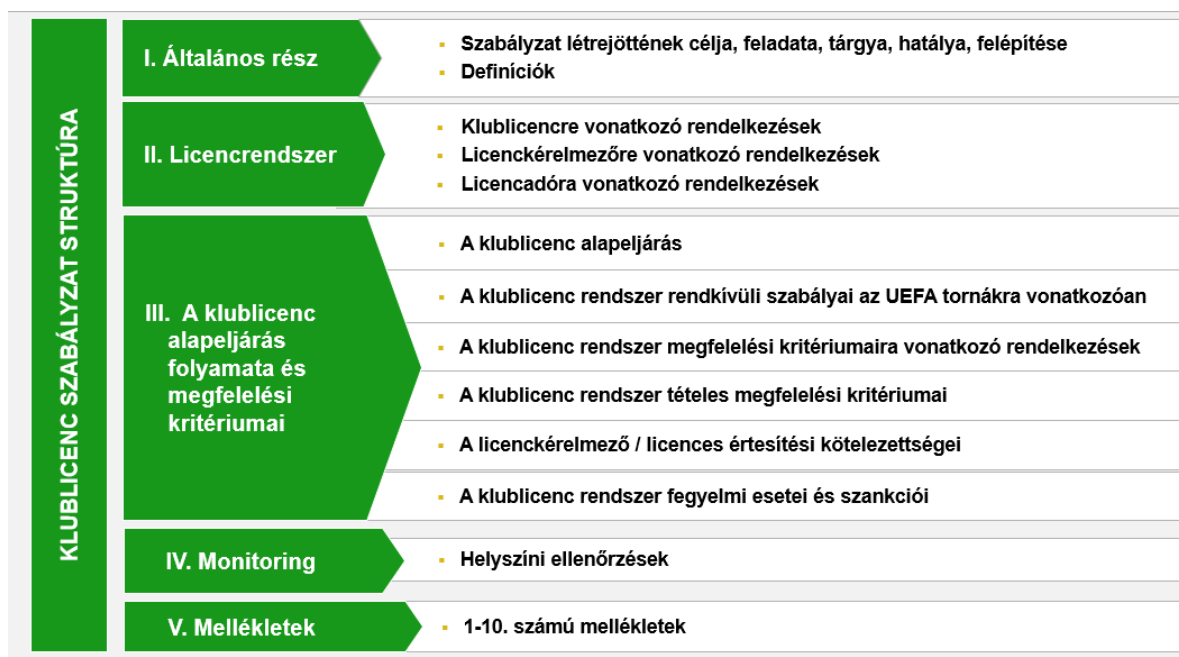 KLUBLICENC SZABÁLYZAT STRUKTÚRA
I. Általános rész
▪ Szabályzat létrejöttének célja, feladata, tárgya, hatálya, felépítése
▪ Definíciók
II. Licencrendszer
▪ Klublicencre vonatkozó rendelkezések
▪ Licenckérelmezőre vonatkozó rendelkezések
▪ Licencadóra vonatkozó rendelkezések
III. A klublicenc
alapeljárás
folyamata és
megfelelési
kritériumai
▪ A klublicenc alapeljárás
▪ A klublicenc rendszer rendkívüli szabályai az UEFA tornákra vonatkozóan
▪ A klublicenc rendszer megfelelési kritériumaira vonatkozó rendelkezések
▪ A klublicenc rendszer tételes megfelelési kritériumai
▪ A licenckérelmező / licences értesítési kötelezettségei
▪ A klublicenc rendszer fegyelmi esetei és szankciói
IV. Monitoring
▪ Helyszíni ellenőrzések
V. Mellékletek
▪ 1-10. számú mellékletek